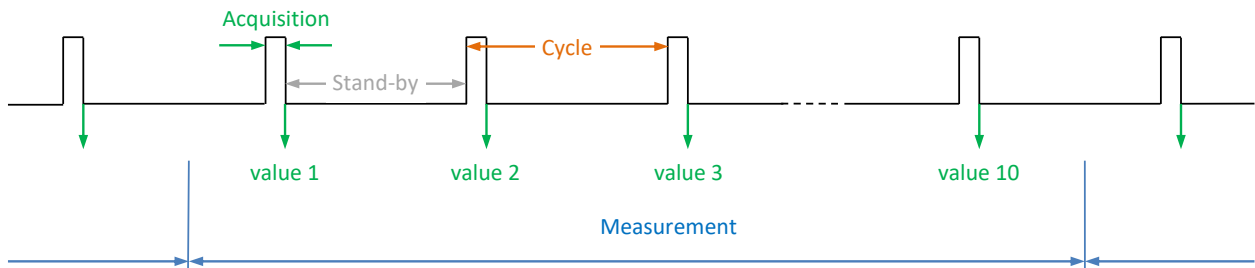 Acquisition
Cycle
Stand-by
value 1
value 2
value 3
value 10
Measurement